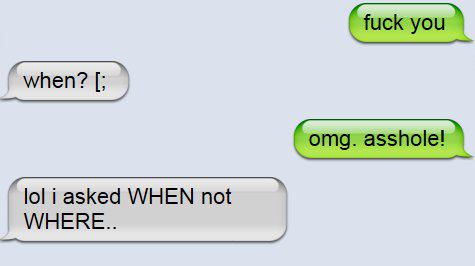 fuck you
when? [;
omg. asshole!
lol i asked WHEN not
WHERE..